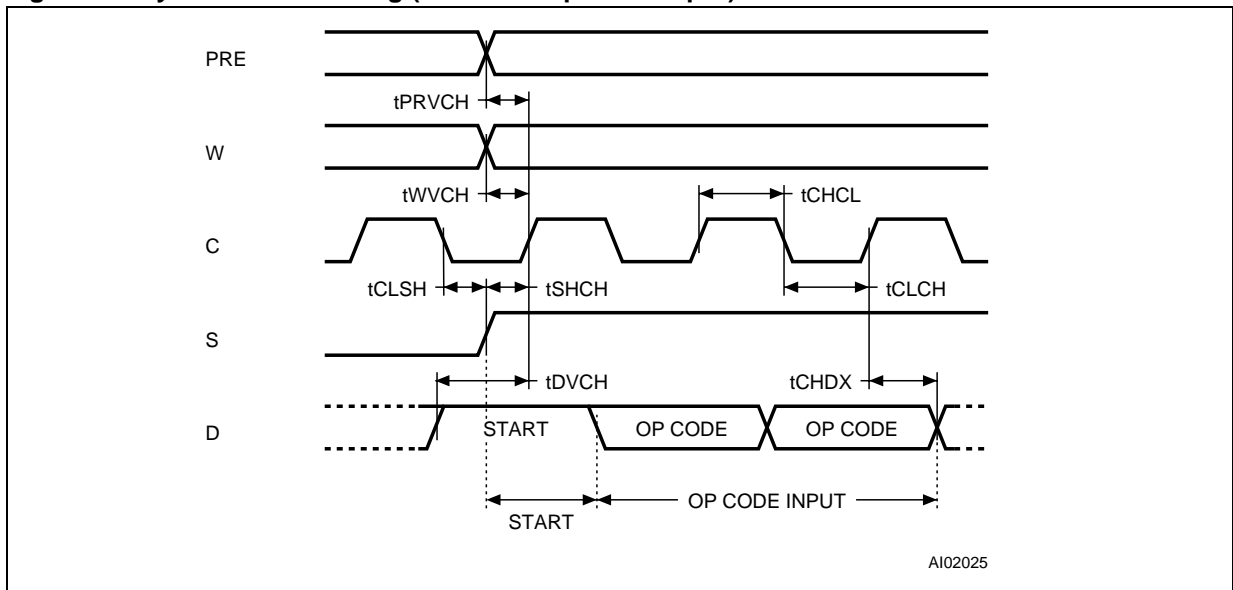 PRE
tPRVCH
W
tWVCH
tCHCL
C
tCLSH
tSHCH
tCLCH
S
tDVCH
tCHDX
D
START
OP CODE
OP CODE
OP CODE INPUT
START
AI02025